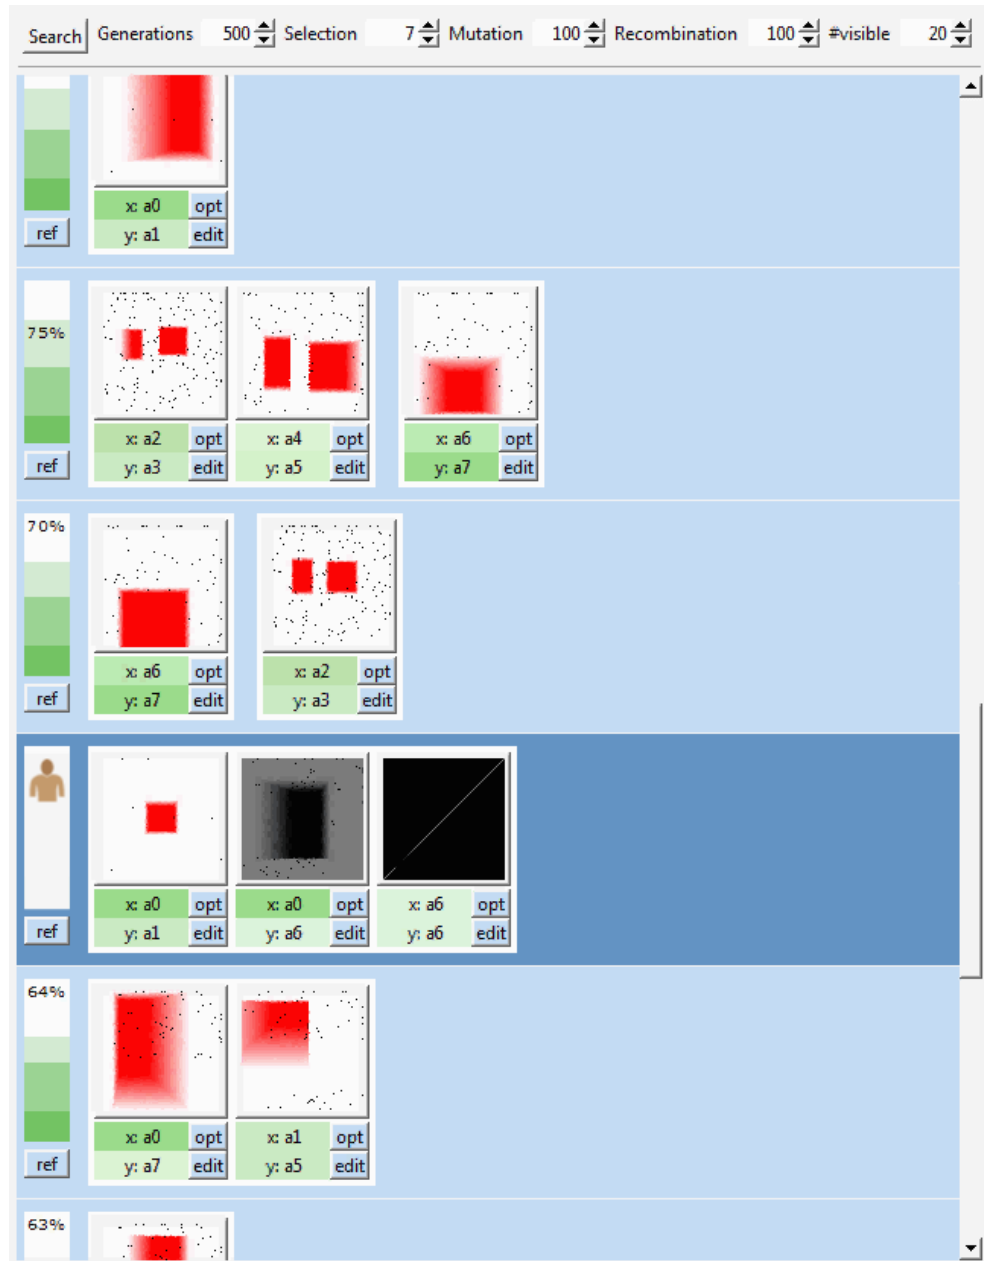 Search Generations 500 Selection 7 Mutation 100 Recombination 100 #visible 20
x: a0 opt
ref y: a1 edit
75%
x: a2 opt x: a4 opt x: a6 opt
ref y: a3 edit y: a5 edit y: a7 edit
70%
x: a6 opt x: a2 opt
ref y: a7 edit y: a3 edit
x: a0 opt x: a0 opt x: a6 opt
ref y: a1 edit y: a6 edit y: a6 edit
64%
x: a0 opt x: a1 opt
ref y: a7 edit y: a5 edit
63%